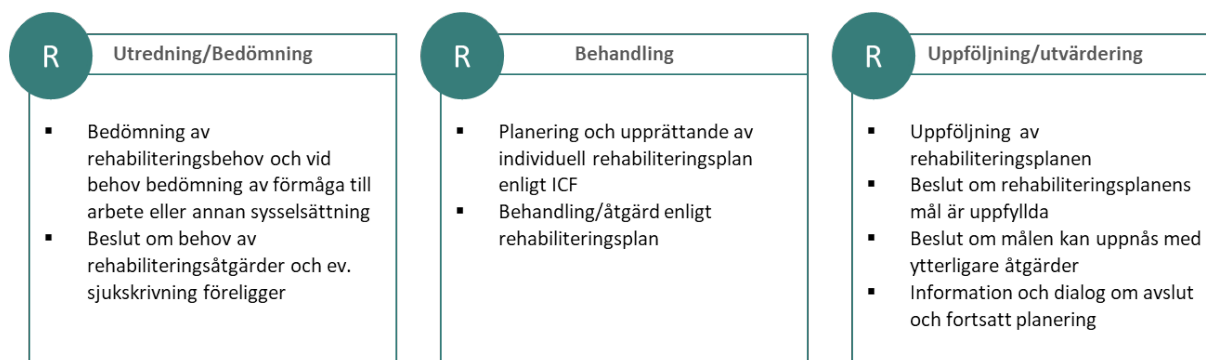 R
Utredning/Bedömning
▪ Bedömning av
rehabiliteringsbehov och vid
behov bedömning av förmåga till
arbete eller annan sysselsättning
▪ Beslut om behov av
rehabiliteringsåtgärder och ev.
sjukskrivning föreligger
R
Behandling
▪ Planering och upprättande av
individuell rehabiliteringsplan
enligt ICF
▪ Behandling/åtgärd enligt
rehabiliteringsplan
R
Uppföljning/utvärdering
▪ Uppföljning av
rehabiliteringsplanen
▪ Beslut om rehabiliteringsplanens
mål är uppfyllda
▪ Beslut om målen kan uppnås med
ytterligare åtgärder
▪ Information och dialog om avslut
och fortsatt planering